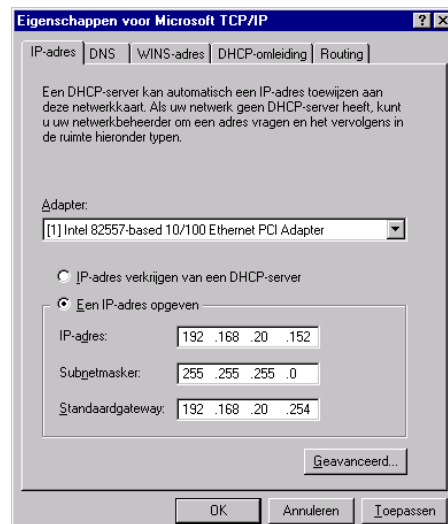 Eigenschappen voor Microsoft TCP/IP
IP-adres DNS WINS-adres DHCP-omleiding Routing
Een DHCP-server kan automatisch een IP-adres toewijzen aan
deze netwerkkaart. Als uw netwerk geen DHCP-server heeft, kunt
u uw netwerkbeheerder om een adres vragen en het vervolgens in
de ruimte hieronder typen.
Adapter:
[1] Intel 82557-based 10/100 Ethernet PCI Adapter
IP-adres verkrijgen van een DHCP-server
Een IP-adres opgeven
IP-adres: 192 .168 .20 .152
Subnetmasker: 255 .255 .255 .0
Standaardgateway: 192 .168 .20 .254
Geavanceerd...
OK Annuleren Toepassen